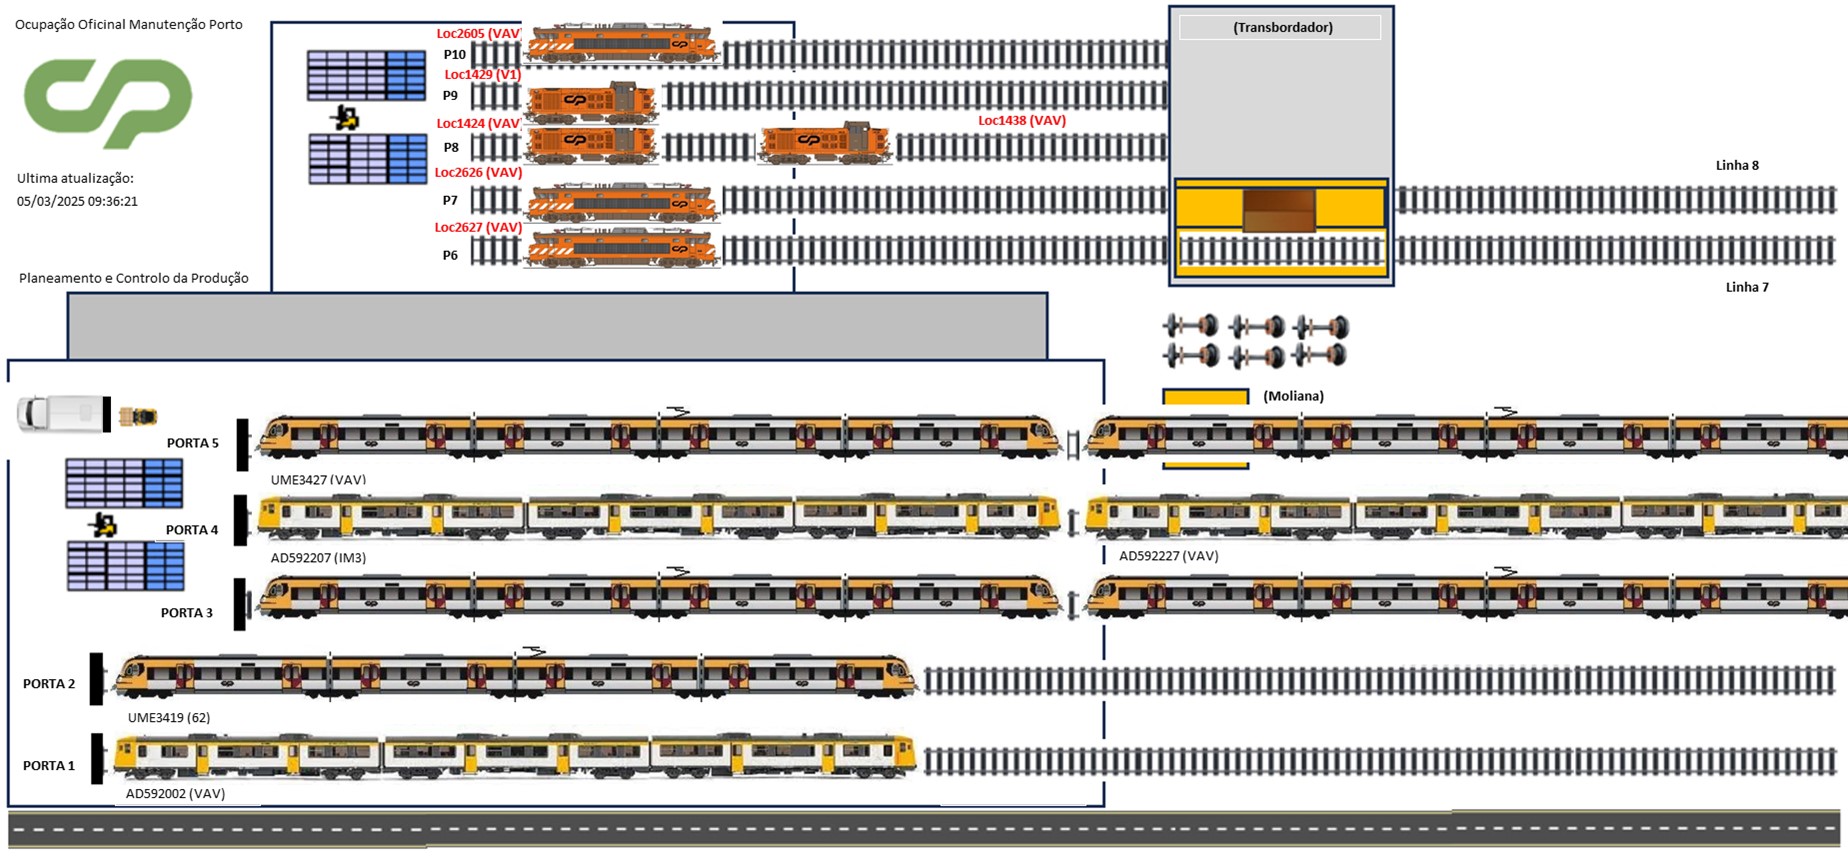 Ocupação Oficinal Manutenção Porto
Ultima atualização:
05/03/2025 09:36:21
Planeamento e Controlo da Produção
Loc2605 (VAV)
P10
Loc1429 (V1)
P9
Loc1424 (VAV)
P8
Loc1438 (VAV)
Loc2626 (VAV)
P7
Loc2627 (VAV)
P6
(Transbordador)
Linha 8
Linha 7
(Moliana)
PORTA 5
UME3427 (VAV)
PORTA 4
AD592207 (IM3)
AD592227 (VAV)
PORTA 3
PORTA 2
UME3419 (62)
PORTA 1
AD592002 (VAV)